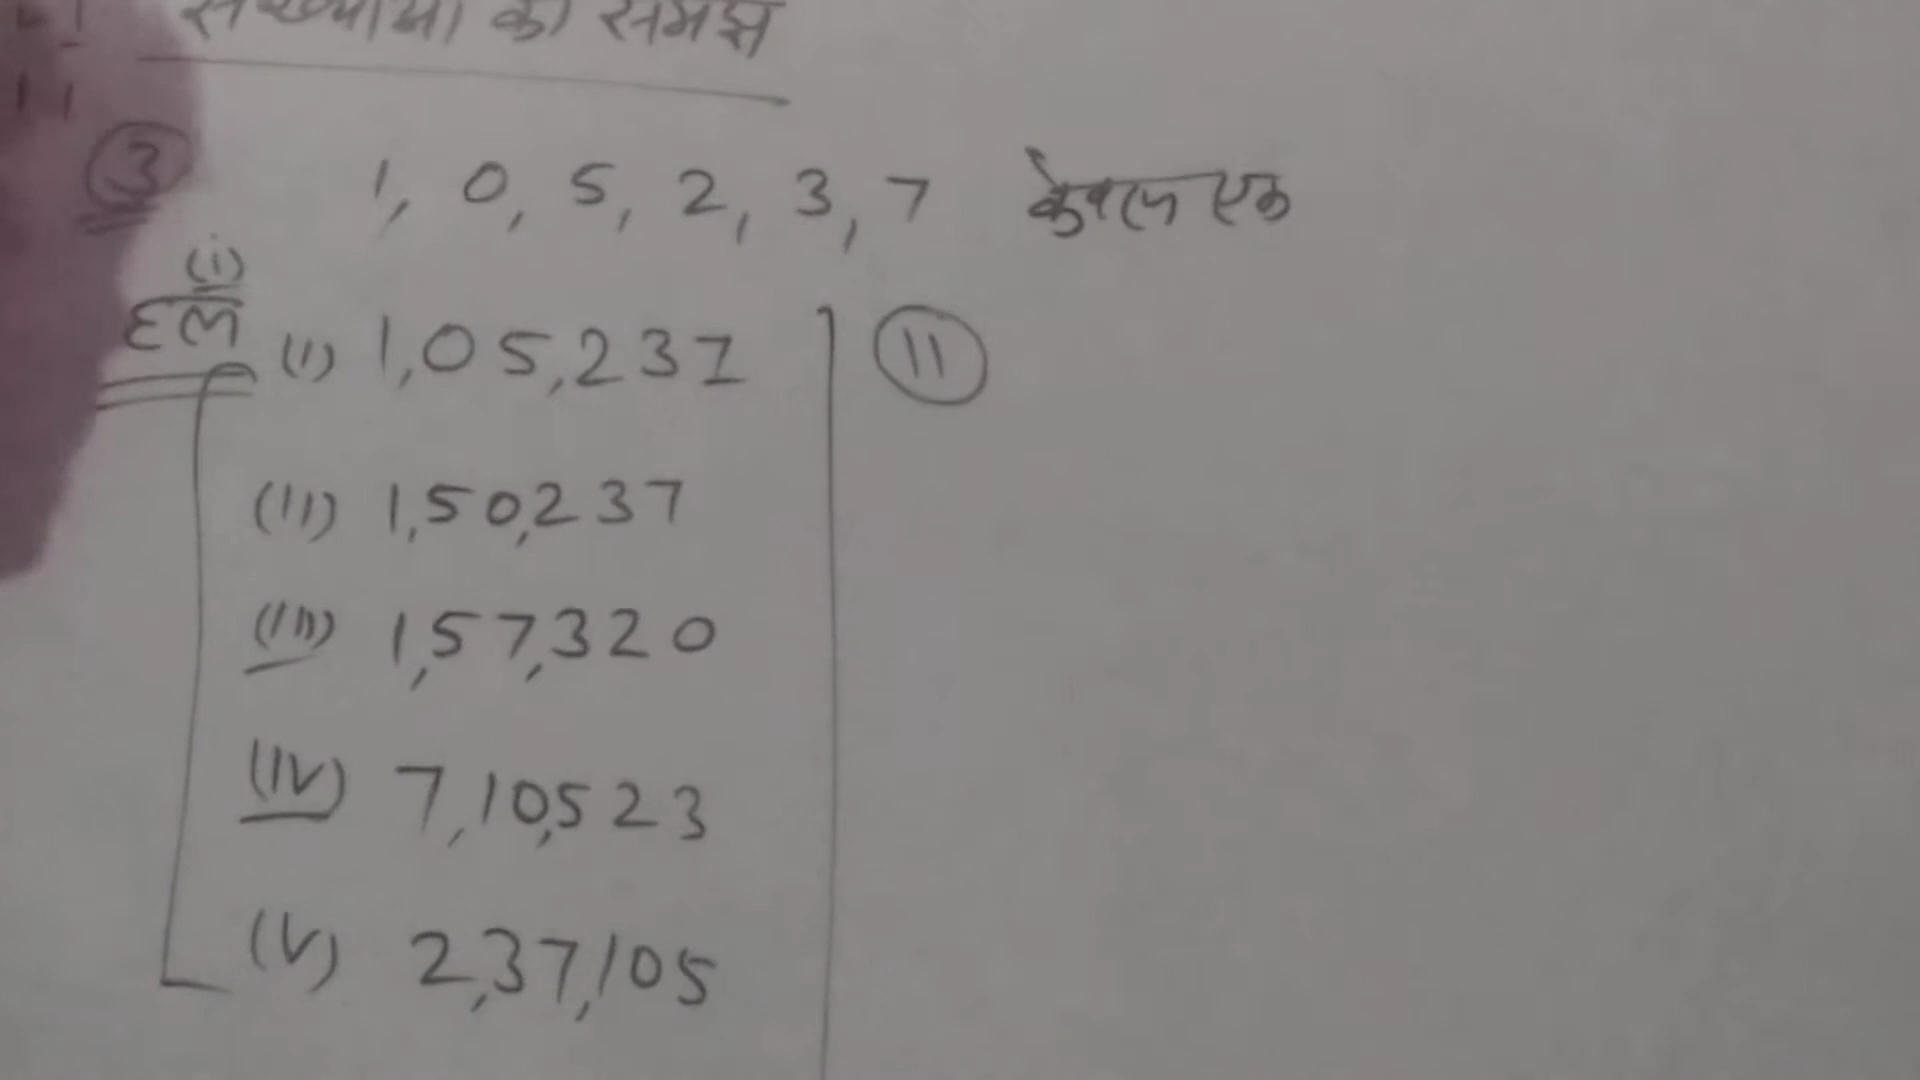 संख्याओं की समझ
3 1, 0, 5, 2, 3, 7 केवल एक
(i)
हल (I) 1,05,237
(II) 1,50,237
(III) 1,57,320
(IV) 7,10,523
(V) 2,37,105
II